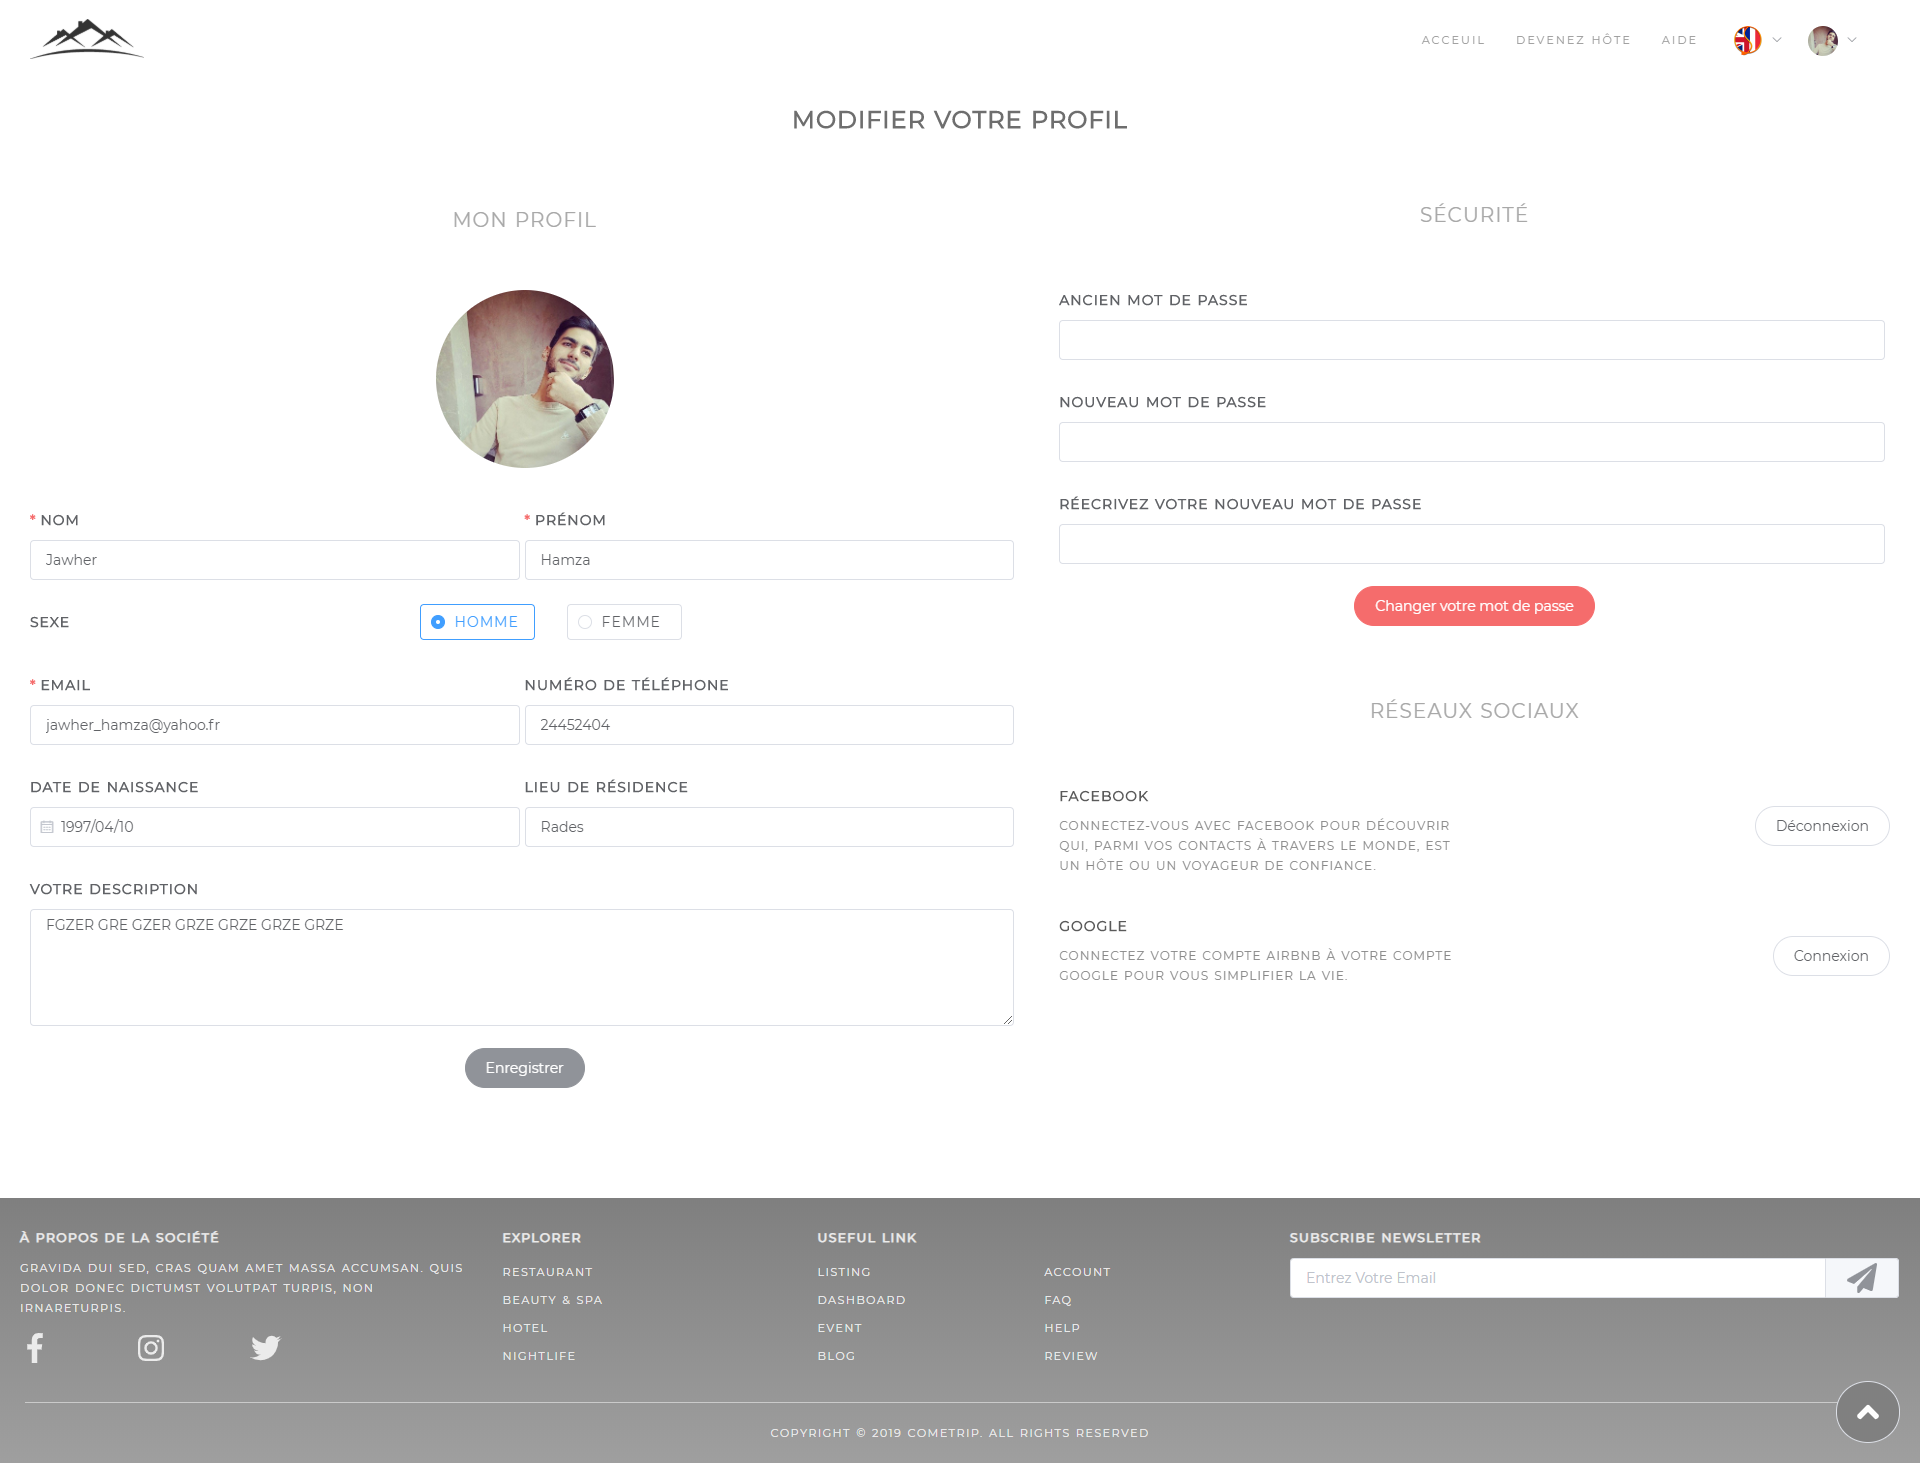 ACCEUIL DEVENEZ HÔTE AIDE
MODIFIER VOTRE PROFIL
MON PROFIL
* NOM * PRÉNOM
Jawher Hamza
SEXE HOMME FEMME
* EMAIL NUMÉRO DE TÉLÉPHONE
jawher_hamza@yahoo.fr 24452404
DATE DE NAISSANCE LIEU DE RÉSIDENCE
1997/04/10 Rades
VOTRE DESCRIPTION
FGZER GRE GZER GRZE GRZE GRZE GRZE
Enregistrer
SÉCURITÉ
ANCIEN MOT DE PASSE
NOUVEAU MOT DE PASSE
RÉECRIVEZ VOTRE NOUVEAU MOT DE PASSE
Changer votre mot de passe
RÉSEAUX SOCIAUX
FACEBOOK
CONNECTEZ-VOUS AVEC FACEBOOK POUR DÉCOUVRIR
QUI, PARMI VOS CONTACTS À TRAVERS LE MONDE, EST
UN HÔTE OU UN VOYAGEUR DE CONFIANCE.
Déconnexion
GOOGLE
CONNECTEZ VOTRE COMPTE AIRBNB À VOTRE COMPTE
GOOGLE POUR VOUS SIMPLIFIER LA VIE.
Connexion
À PROPOS DE LA SOCIÉTÉ
GRAVIDA DUI SED, CRAS QUAM AMET MASSA ACCUMSAN. QUIS
DOLOR DONEC DICTUMST VOLUTPAT TURPIS, NON
IRNARETURPIS.
EXPLORER
RESTAURANT
BEAUTY & SPA
HOTEL
NIGHTLIFE
USEFUL LINK
LISTING ACCOUNT
DASHBOARD FAQ
EVENT HELP
BLOG REVIEW
SUBSCRIBE NEWSLETTER
Entrez Votre Email
COPYRIGHT © 2019 COMETRIP. ALL RIGHTS RESERVED